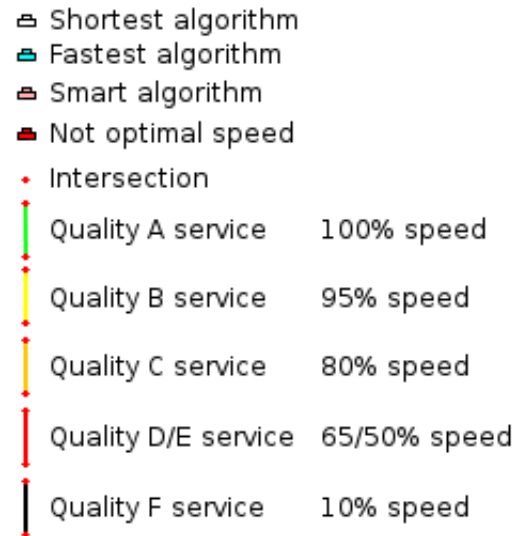 Shortest algorithm
Fastest algorithm
Smart algorithm
Not optimal speed
Intersection
Quality A service 100% speed
Quality B service 95% speed
Quality C service 80% speed
Quality D/E service 65/50% speed
Quality F service 10% speed